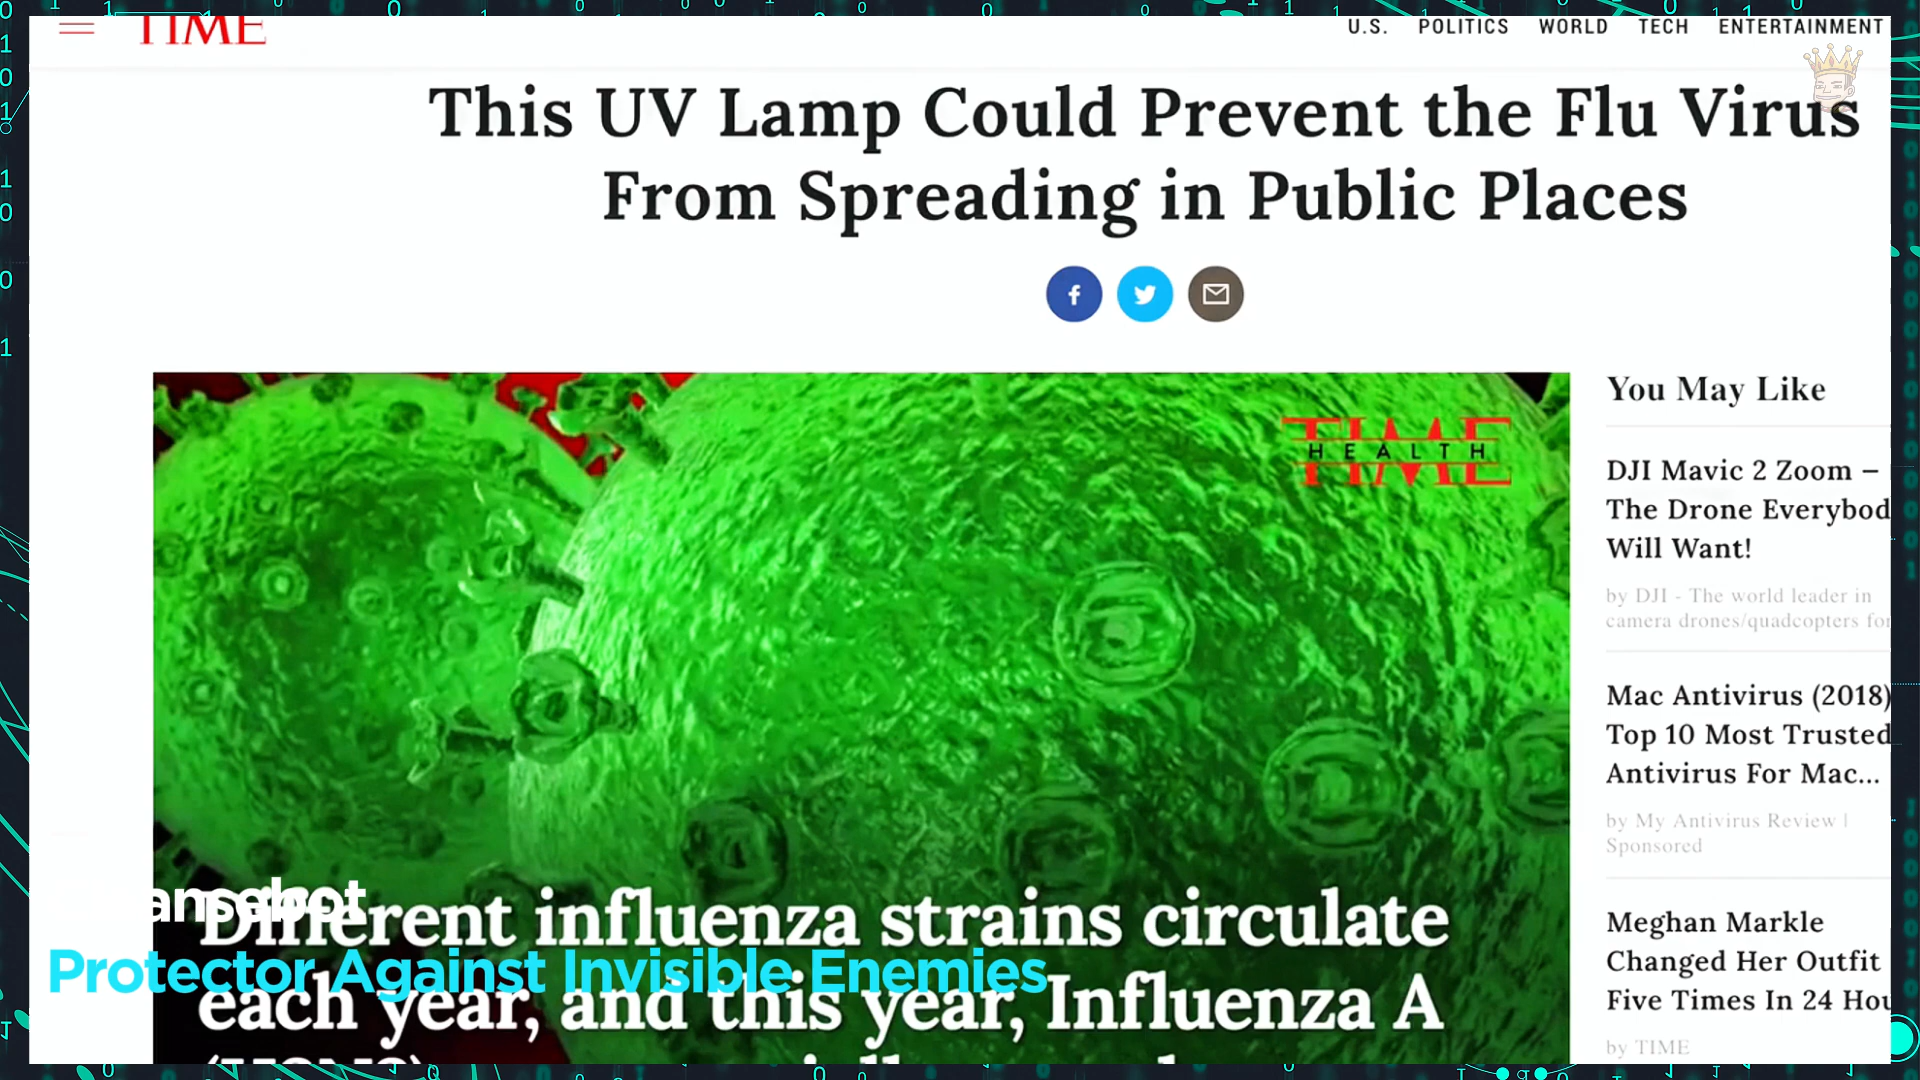 TIME
U.S. POLITICS WORLD TECH ENTERTAINMENT
This UV Lamp Could Prevent the Flu Virus
From Spreading in Public Places
You May Like
TIME
HEALTH
DJI Mavic 2 Zoom –
The Drone Everybod
Will Want!
by DJI - The world leader in
camera drones/quadcopters for
Mac Antivirus (2018)
Top 10 Most Trusted
Antivirus For Mac...
by My Antivirus Review |
Sponsored
Different influenza strains circulate
each year, and this year, Influenza A
Protector Against Invisible Enemies
Meghan Markle
Changed Her Outfit
Five Times In 24 Hou
by TIME